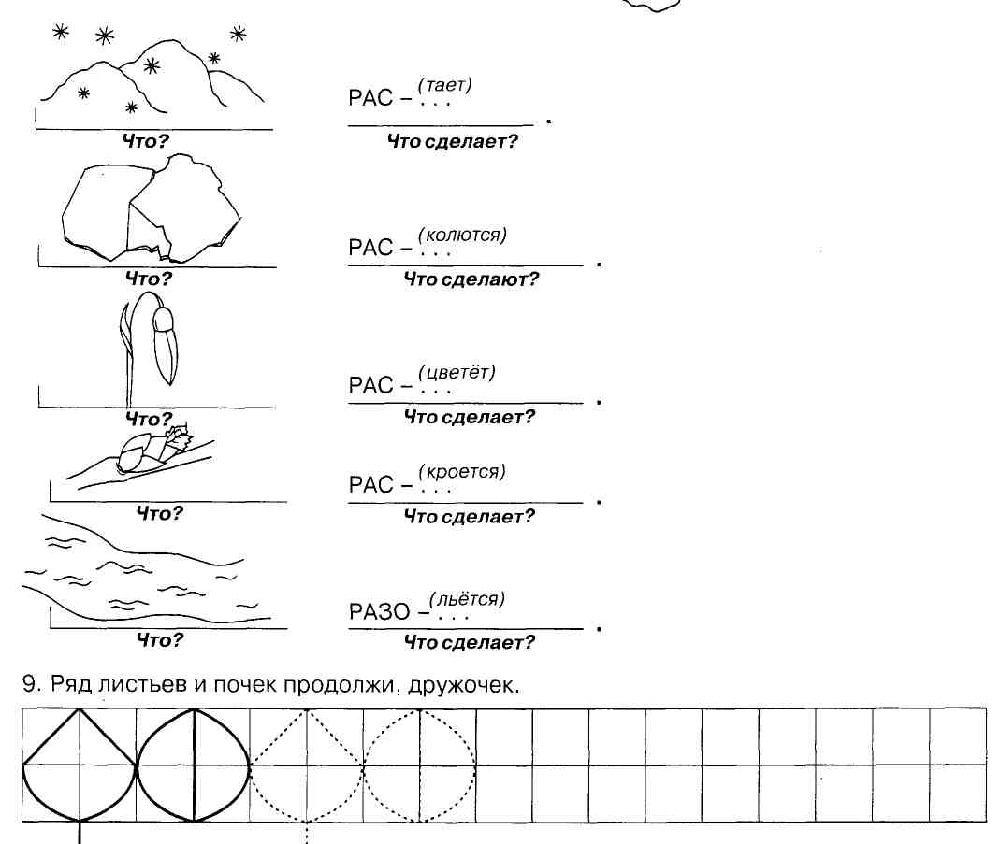 (тает)
РАС – . . .
.
Что? Что сделает?
(колются)
РАС – . . .
.
Что? Что сделают?
(цветёт)
РАС – . . .
.
Что? Что сделает?
(кроется)
РАС – . . .
.
Что? Что сделает?
(льётся)
РАЗО – . . .
.
Что? Что сделает?
9. Ряд листьев и почек продолжи, дружочек.